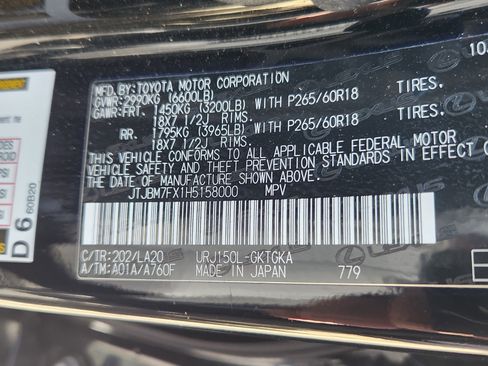 MFD. BY: TOYOTA MOTOR CORPORATION 10
GVWR: 2990KG (6600LB)
GAWR: FRT. 1450KG (3200LB) WITH P265/60R18 TIRES.
18X7 1/2J RIMS.
RR. 1795KG (3965LB) WITH P265/60R18 TIRES.
18X7 1/2J RIMS.
THIS VEHICLE CONFORMS TO ALL APPLICABLE FEDERAL MOTOR
VEHICLE SAFETY AND THEFT PREVENTION STANDARDS IN EFFECT
ON THE DATE OF MANUFACTURE SHOWN ABOVE.
JTJBM7FX1H5158000 MPV
C/TR: 202/LA20 URJ150L-GKTGKA
A/TM: A01A/A760F MADE IN JAPAN 779
D6 60B20